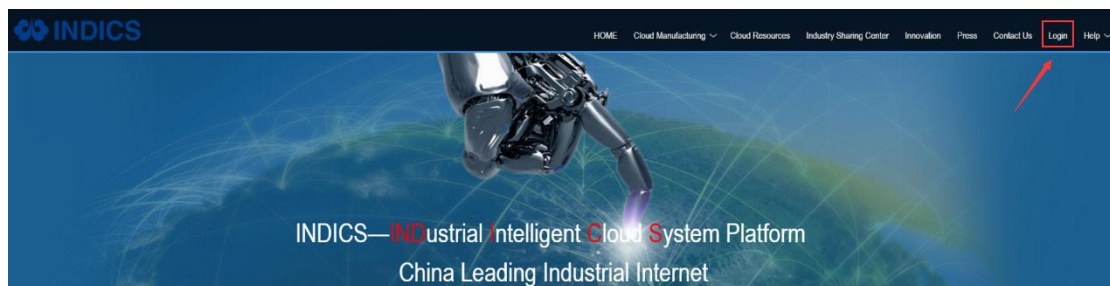 INDICS
HOME Cloud Manufacturing Cloud Resources Industry Sharing Center Innovation Press Contact Us Login Help
INDICS—INDustrial Intelligent Cloud System Platform
China Leading Industrial Internet